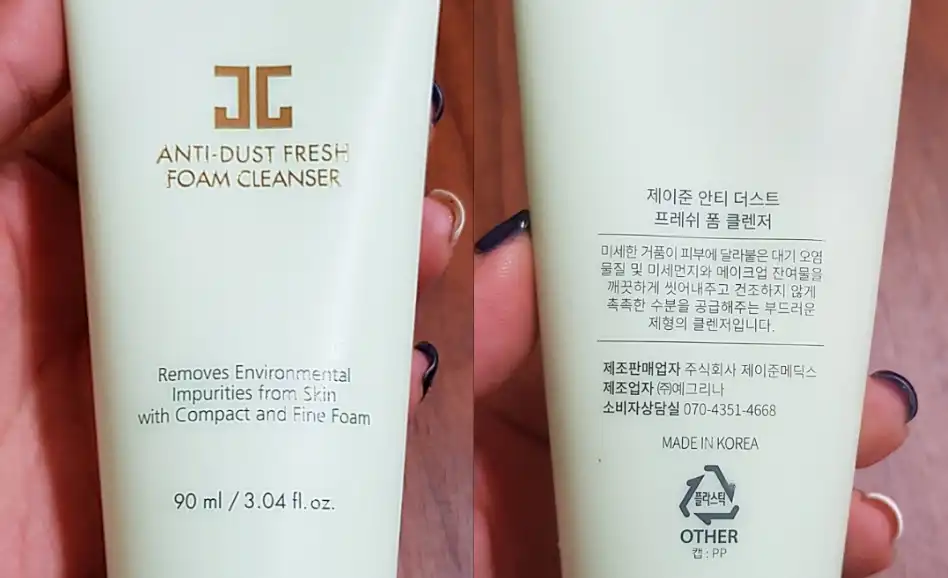 ANTI-DUST FRESH
FOAM CLEANSER
Removes Environmental
Impurities from Skin
with Compact and Fine Foam
90 ml / 3.04 fl.oz.
제이준 안티 더스트
프레쉬 폼 클렌저
미세한 거품이 피부에 달라붙은 대기 오염
물질 및 미세먼지와 메이크업 잔여물을
깨끗하게 씻어내주고 건조하지 않게
촉촉한 수분을 공급해주는 부드러운
제형의 클렌저입니다.
제조판매업자 주식회사 제이준메딕스
제조업자 ㈜예그리나
소비자상담실 070-4351-4668
MADE IN KOREA
플라스틱
OTHER
캡 : PP